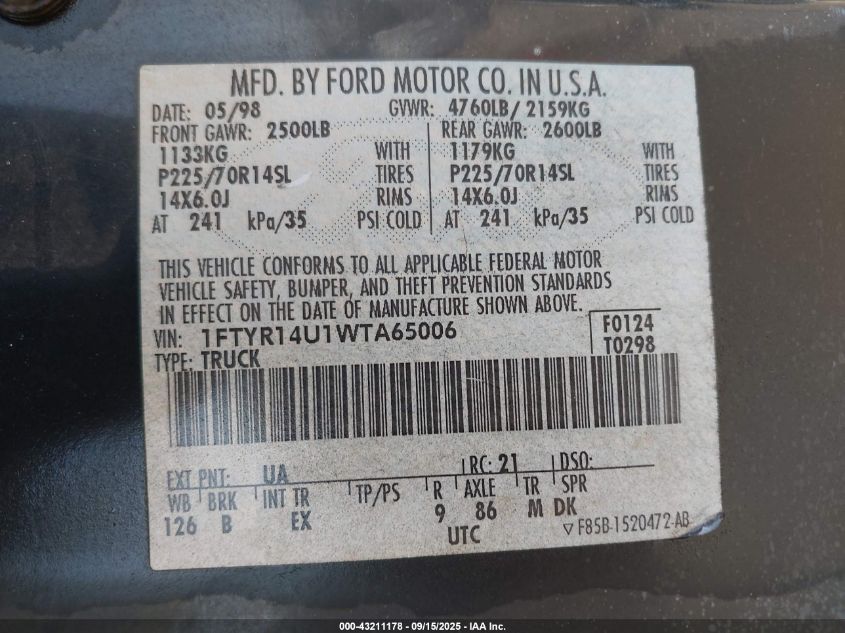 MFD. BY FORD MOTOR CO. IN U.S.A.
DATE: 05/98 GVWR: 4760LB/ 2159KG
FRONT GAWR: 2500LB REAR GAWR: 2600LB
1133KG WITH 1179KG WITH
P225/70R14SL TIRES P225/70R14SL TIRES
14X6.0J RIMS 14X6.0J RIMS
AT 241 kPa/35 PSI COLD AT 241 kPa/35 PSI COLD
THIS VEHICLE CONFORMS TO ALL APPLICABLE FEDERAL MOTOR
VEHICLE SAFETY, BUMPER, AND THEFT PREVENTION STANDARDS
IN EFFECT ON THE DATE OF MANUFACTURE SHOWN ABOVE.
VIN: 1FTYR14U1WTA65006 F0124
TYPE: TRUCK T0298
EXT PNT: UA RC: 21 DSO:
WB BRK INT TR TP/PS R AXLE TR SPR
126 B EX 9 86 M DK
UTC ▽F85B-1520472-AB
000-43211178 - 09/15/2025 - IAA Inc.